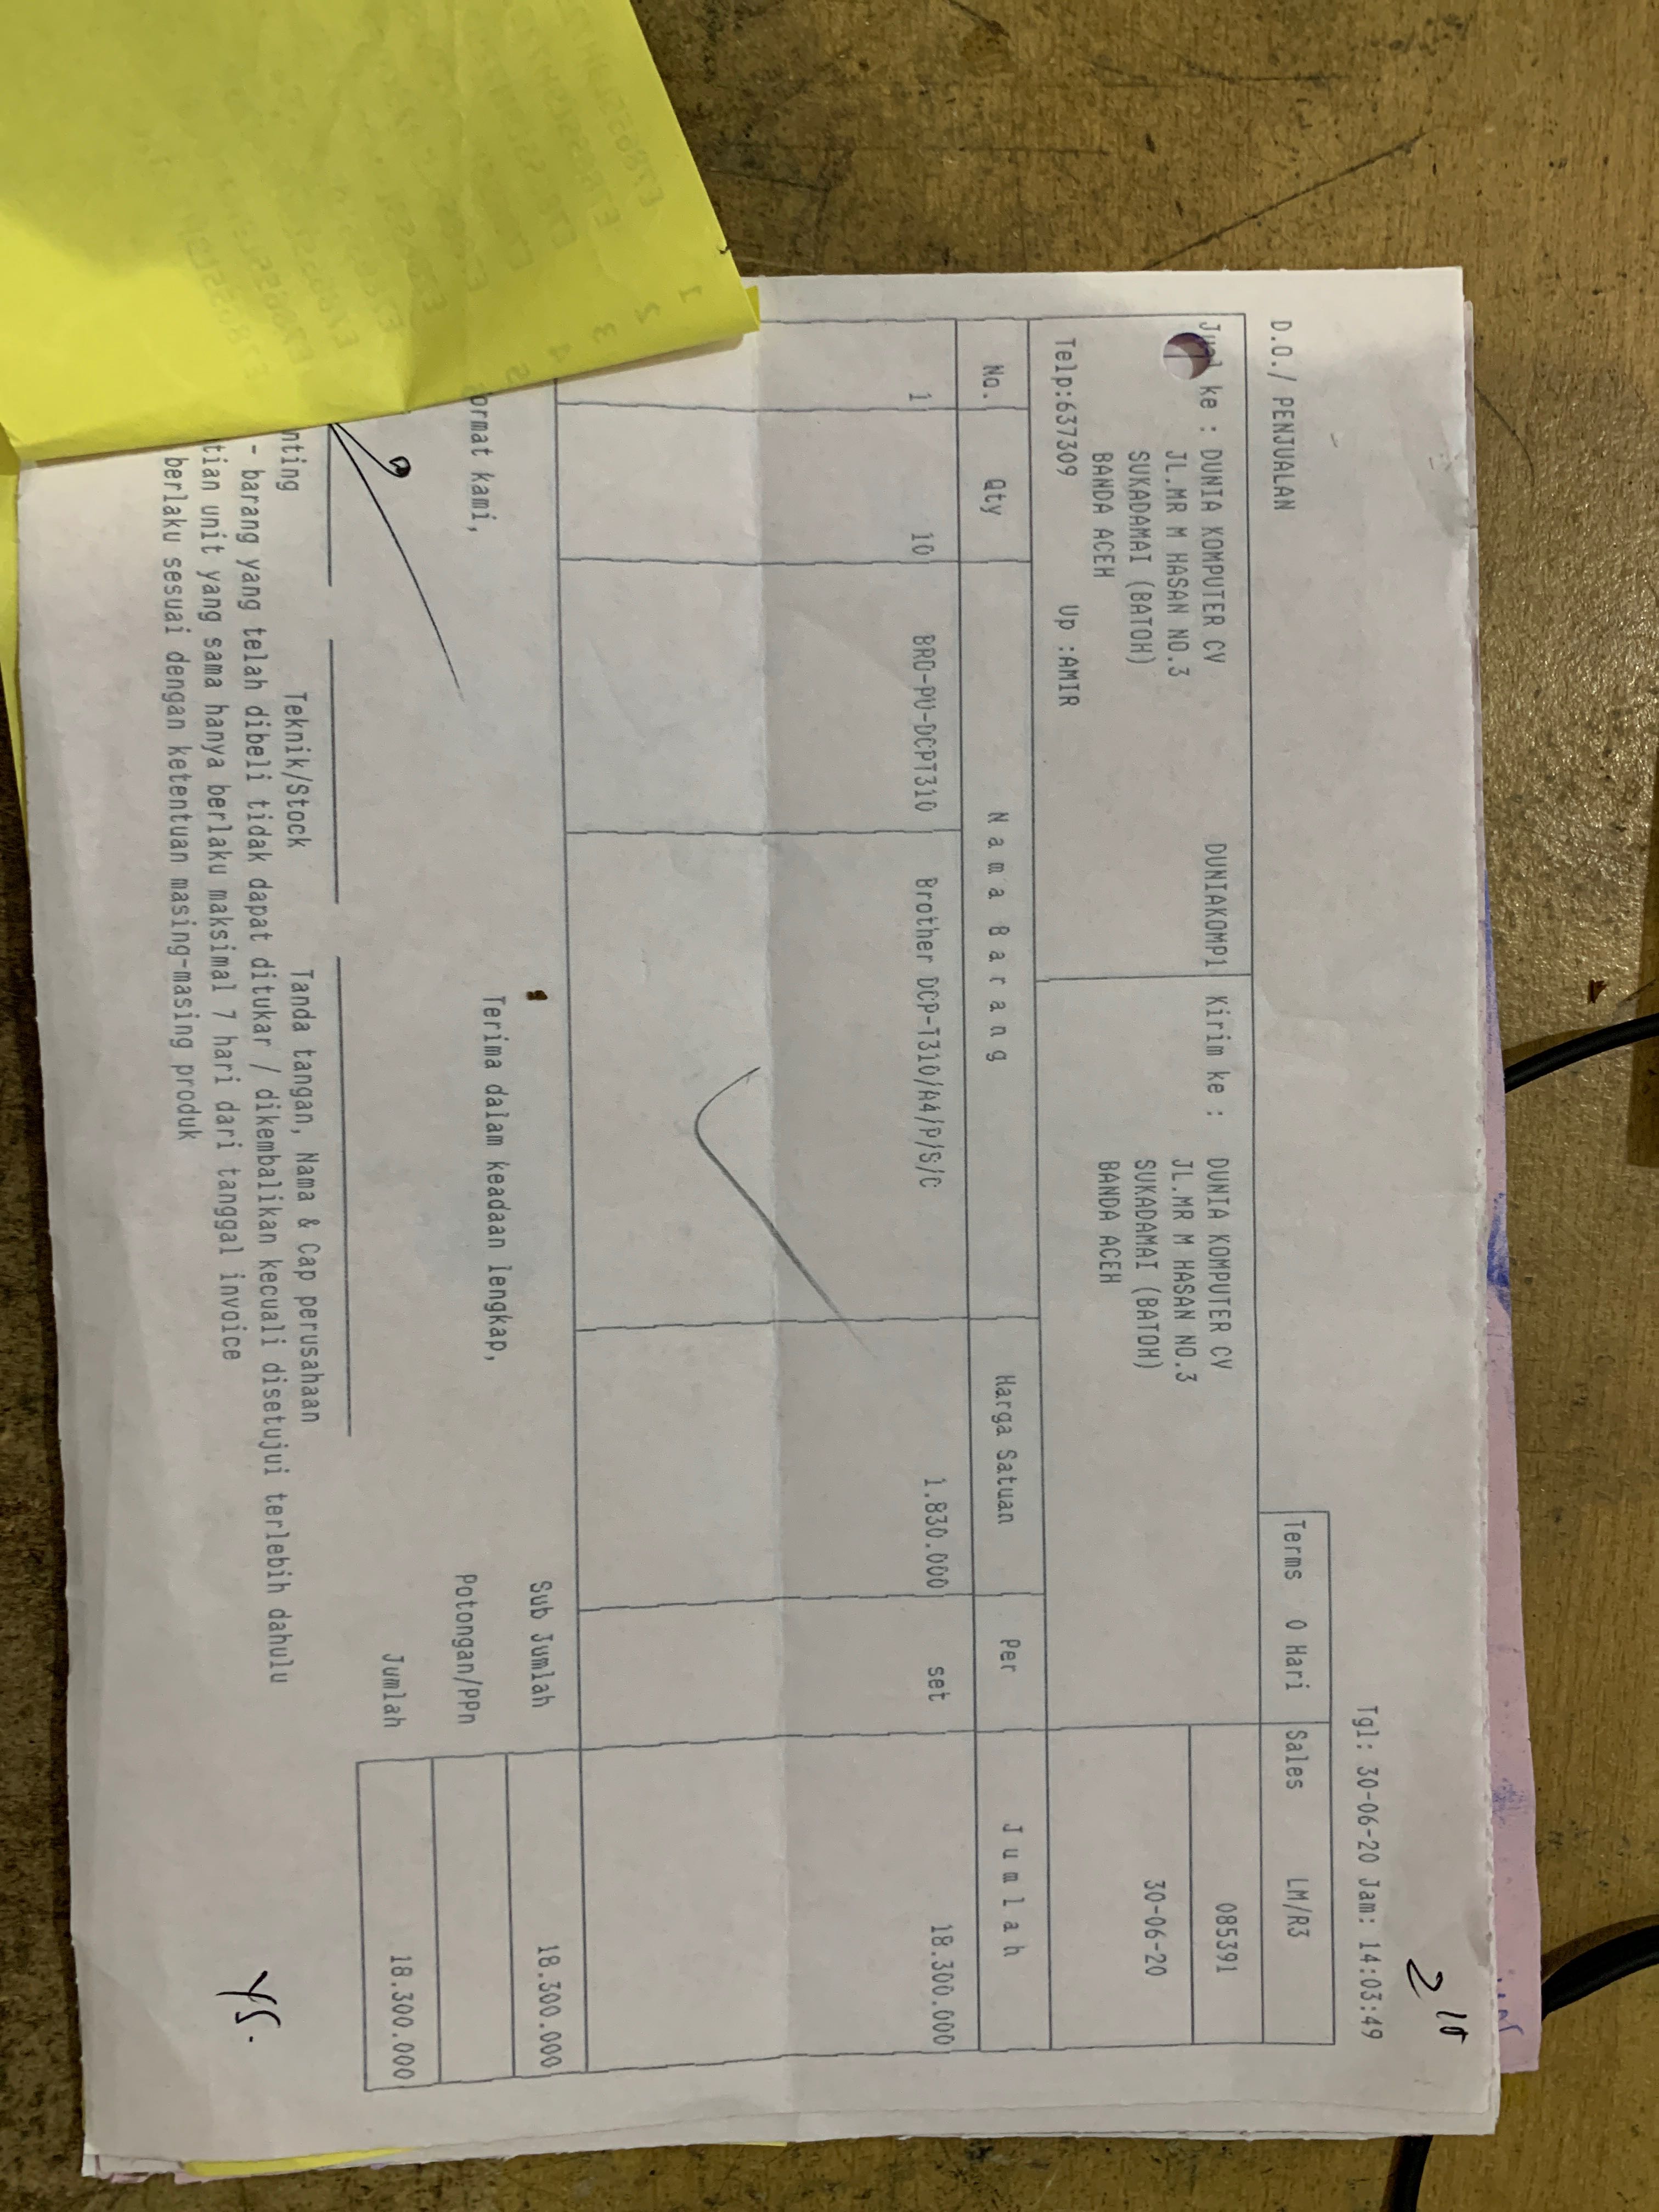 Tgl: 30-06-20 Jam: 14:03:49
D.O./ PENJUALAN
Terms 0 Hari Sales LM/R3
ke : DUNIA KOMPUTER CV DUNIAKOMP1 Kirim ke : DUNIA KOMPUTER CV 085391
JL.MR M HASAN NO.3 JL.MR M HASAN NO.3
SUKADAMAI (BATOH) SUKADAMAI (BATOH) 30-06-20
BANDA ACEH BANDA ACEH
Telp:637309 Up :AMIR
No. Qty Nama Barang Harga Satuan Per Jumlah
1 10 BRO-PU-DCPT310 Brother DCP-T310/A4/P/S/C 1.830.000 set 18.300.000
Sub Jumlah 18.300.000
ormat kami, Terima dalam keadaan lengkap,
Potongan/PPn
Jumlah 18.300.000
nting Teknik/Stock Tanda tangan, Nama & Cap perusahaan
- barang yang telah dibeli tidak dapat ditukar / dikembalikan kecuali disetujui terlebih dahulu
tian unit yang sama hanya berlaku maksimal 7 hari dari tanggal invoice
berlaku sesuai dengan ketentuan masing-masing produk